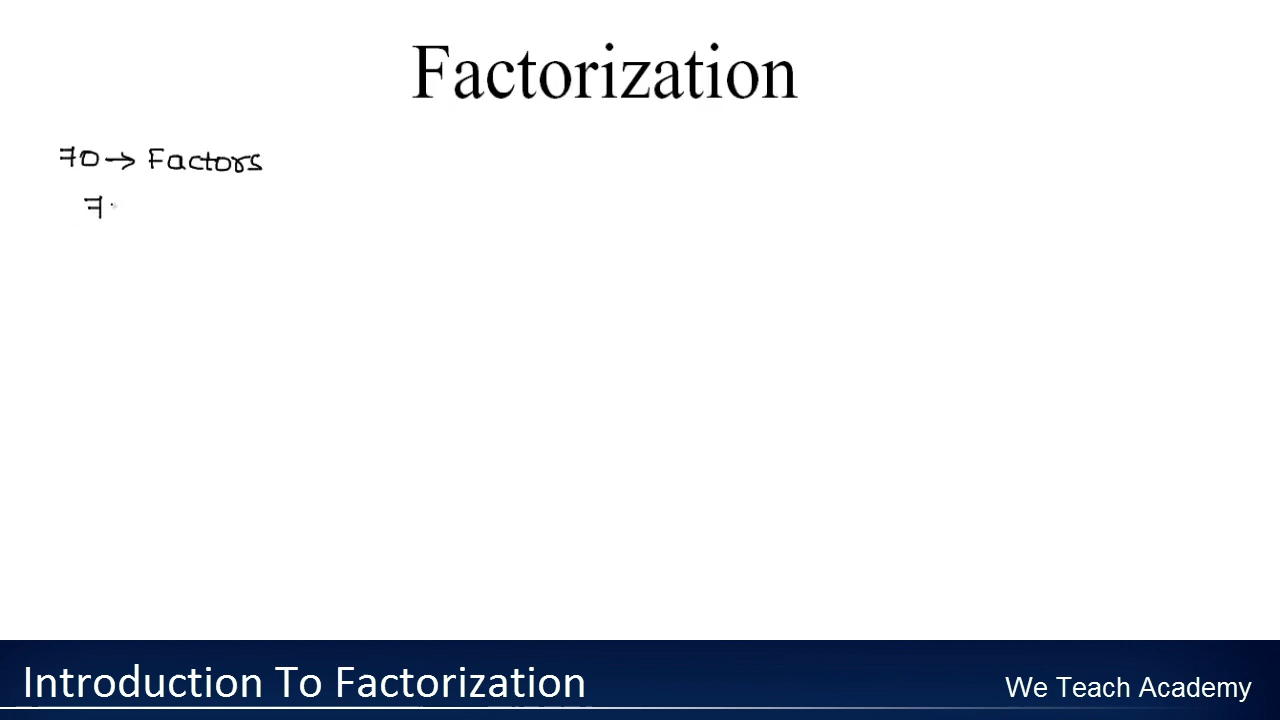 Factorization
70 → Factors
7
Introduction To Factorization
We Teach Academy